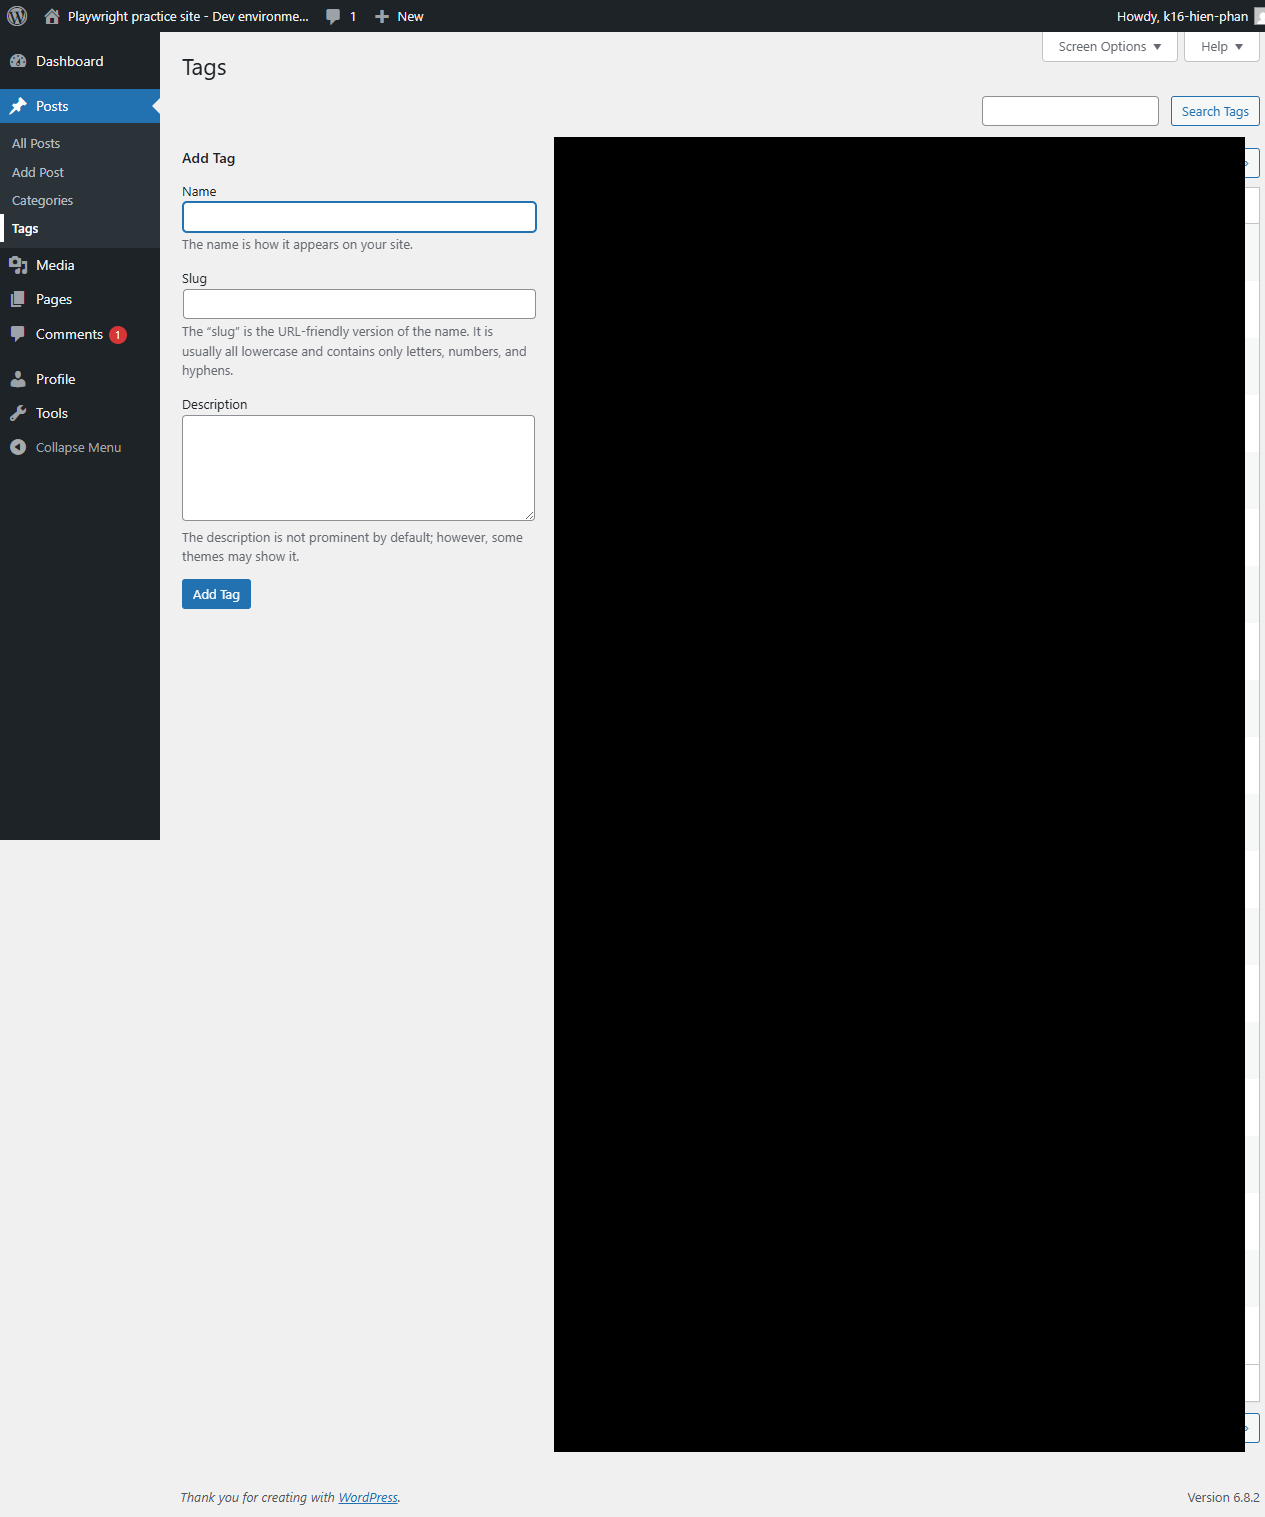 Playwright practice site - Dev environme...
1
New
Howdy, k16-hien-phan
Dashboard
Posts
All Posts
Add Post
Categories
Tags
Media
Pages
Comments 1
Profile
Tools
Collapse Menu
Screen Options
Help
Tags
Search Tags
Add Tag
Name
The name is how it appears on your site.
Slug
The “slug” is the URL-friendly version of the name. It is
usually all lowercase and contains only letters, numbers, and
hyphens.
Description
The description is not prominent by default; however, some
themes may show it.
Add Tag
Thank you for creating with WordPress.
Version 6.8.2